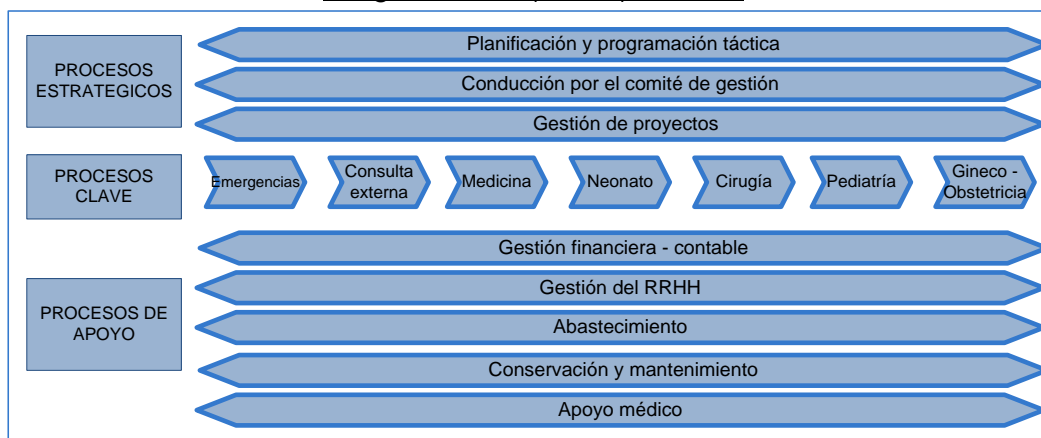 PROCESOS
ESTRATEGICOS
Planificación y programación táctica
Conducción por el comité de gestión
Gestión de proyectos
PROCESOS
CLAVE
Emergencias
Consulta
externa
Medicina
Neonato
Cirugía
Pediatría
Gineco -
Obstetricia
PROCESOS DE
APOYO
Gestión financiera - contable
Gestión del RRHH
Abastecimiento
Conservación y mantenimiento
Apoyo médico